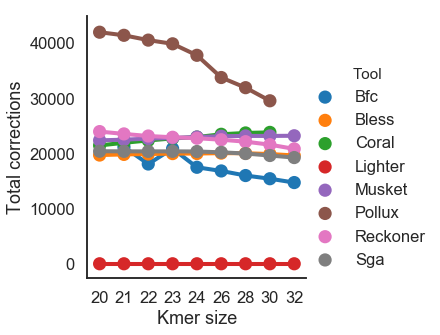 Total corrections
40000
30000
20000
10000
0
20 21 22 23 24 26 28 30 32
Kmer size
Tool
Bfc
Bless
Coral
Lighter
Musket
Pollux
Reckoner
Sga